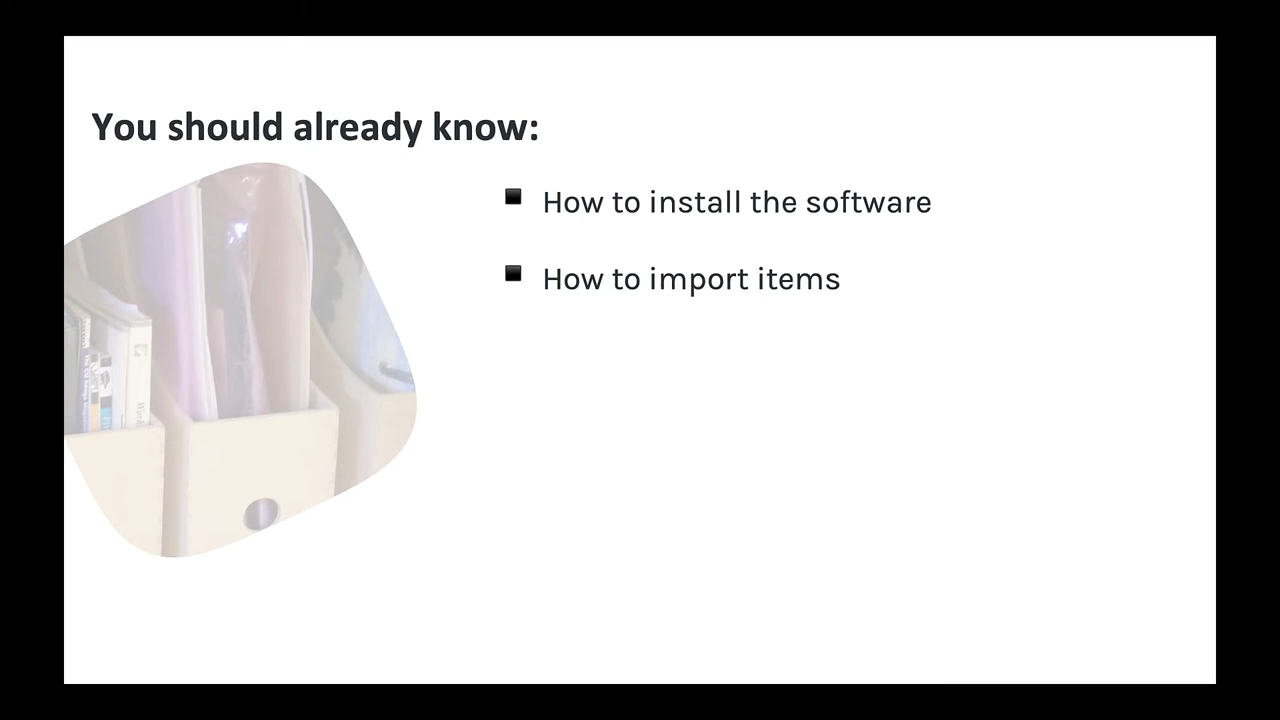 You should already know:
How to install the software
How to import items